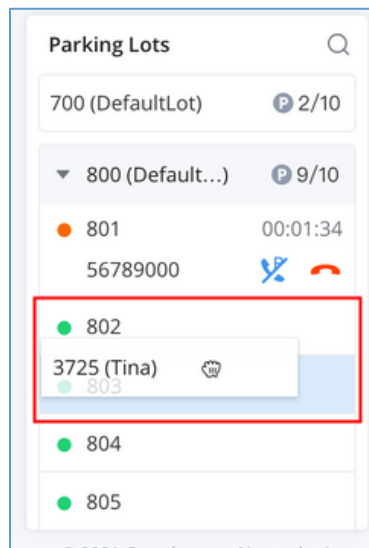 Parking Lots
700 (DefaultLot) P 2/10
800 (Default...) P 9/10
801 00:01:34
56789000
802
3725 (Tina)
803
804
805